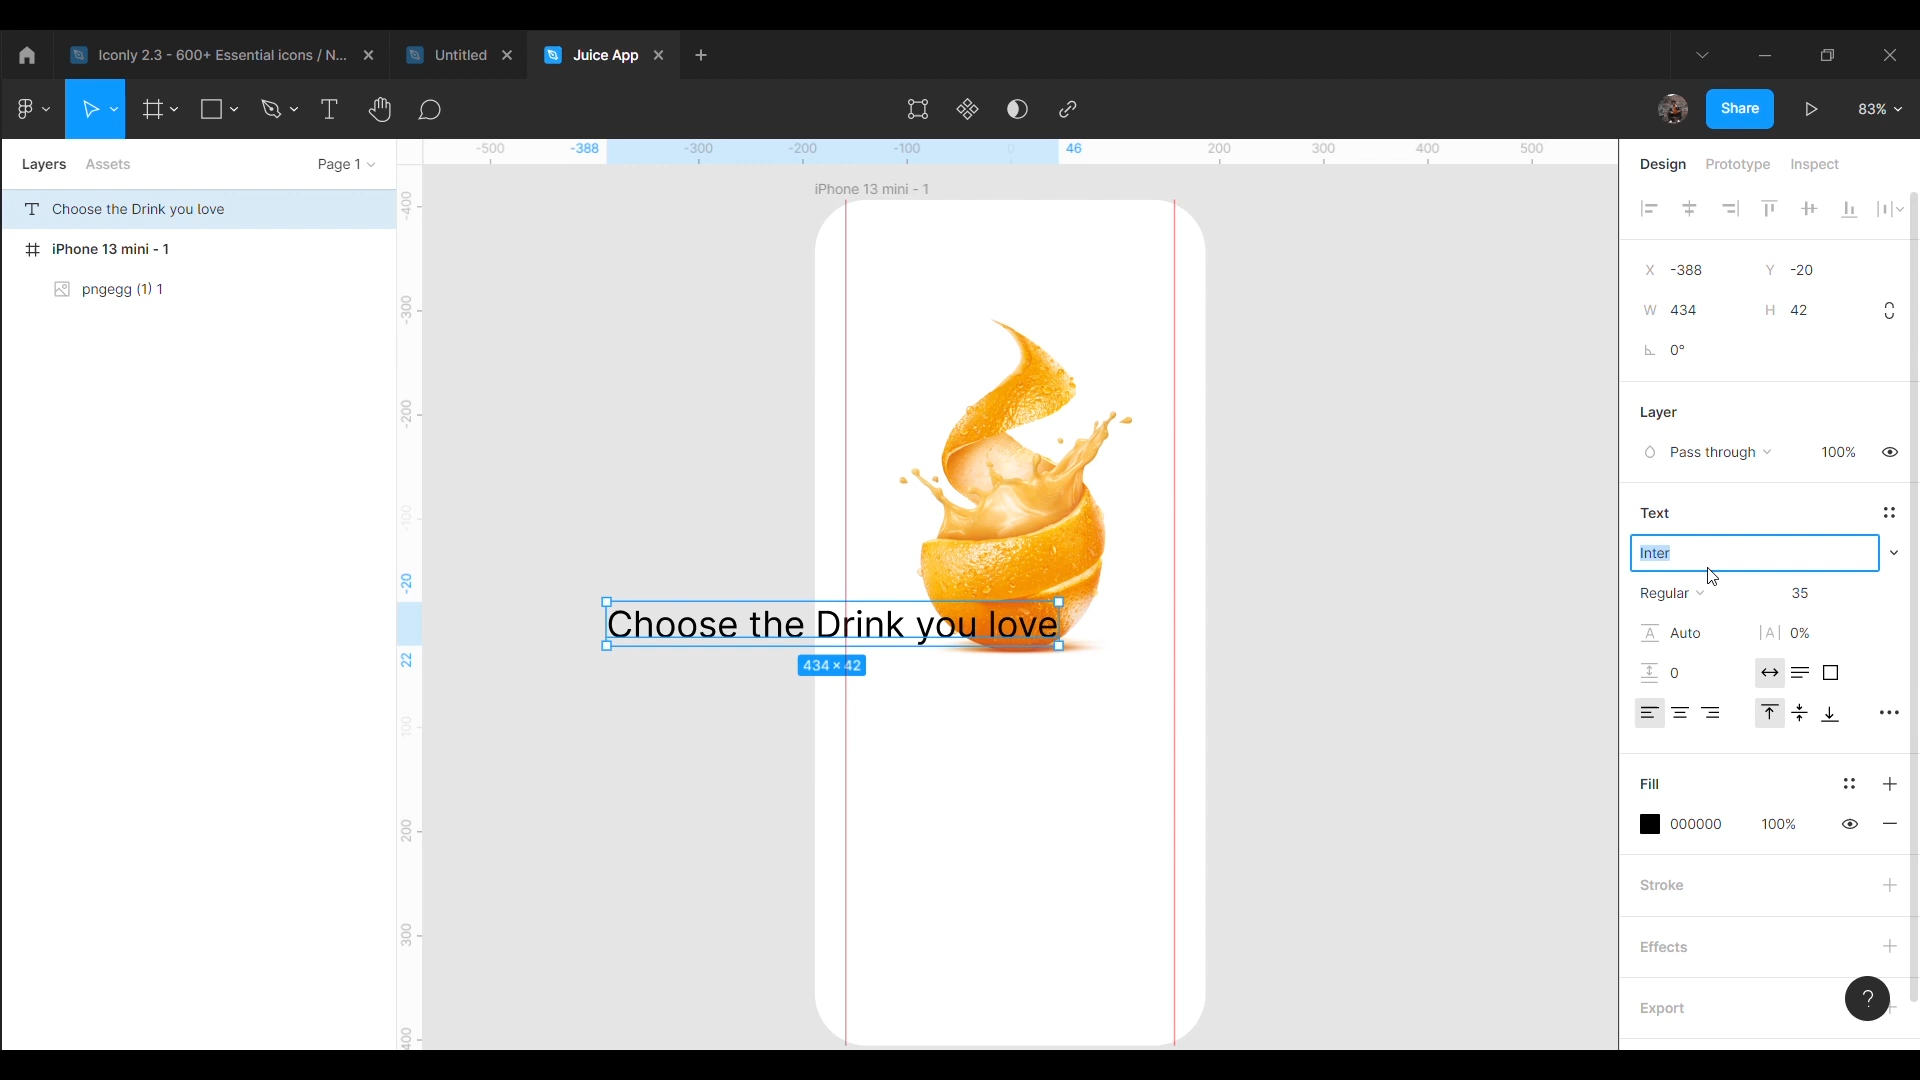 Iconly 2.3 - 600+ Essential icons / N...
Untitled
Juice App
Share
83%
Layers
Assets
Page 1
Choose the Drink you love
iPhone 13 mini - 1
pngegg (1) 1
-500
-388
-300
-200
-100
0
46
200
300
400
500
-400
-300
-200
-100
-20
22
100
200
300
400
iPhone 13 mini - 1
Choose the Drink you love
434 × 42
Design
Prototype
Inspect
X -388
Y -20
W 434
H 42
0°
Layer
Pass through
100%
Text
Inter
Regular
35
A Auto
|A| 0%
0
Fill
000000
100%
Stroke
Effects
Export
?